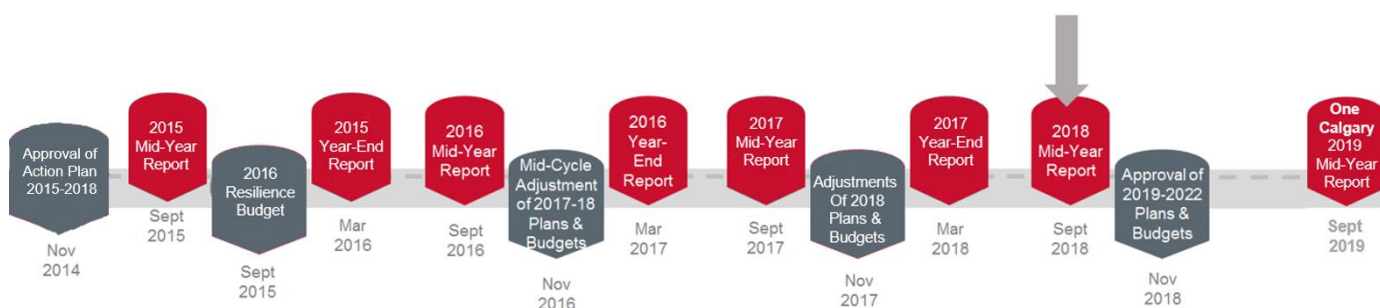 Approval of
Action Plan
2015-2018
Nov
2014
2015
Mid-Year
Report
Sept
2015
2016
Resilience
Budget
Sept
2015
2015
Year-End
Report
Mar
2016
2016
Mid-Year
Report
Sept
2016
Mid-Cycle
Adjustment
of 2017-18
Plans &
Budgets
Nov
2016
2016
Year-
End
Report
Mar
2017
2017
Mid-Year
Report
Sept
2017
Adjustments
Of 2018
Plans &
Budgets
Nov
2017
2017
Year-End
Report
Mar
2018
2018
Mid-Year
Report
Sept
2018
Approval of
2019-2022
Plans &
Budgets
Nov
2018
One
Calgary
2019
Mid-Year
Report
Sept
2019